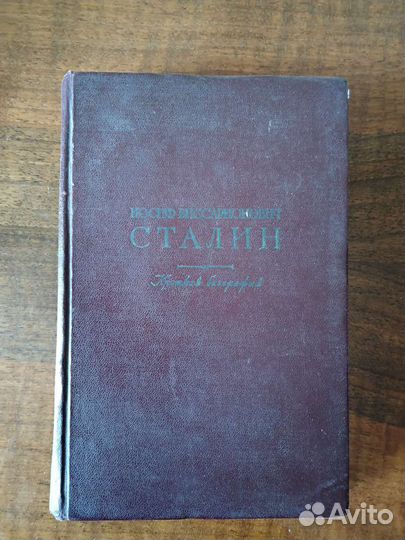 ИОСИФ ВИССАРИОНОВИЧ
СТАЛИН
Краткая биография
Avito